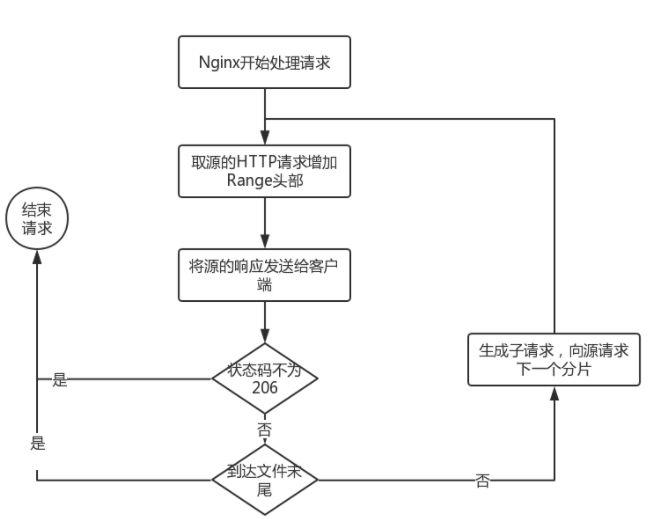 Nginx开始处理请求
取源的HTTP请求增加
Range头部
结束
请求
将源的响应发送给客户
端
生成子请求，向源请求
下一个分片
状态码不为
206
是
否
是
到达文件末
尾
否